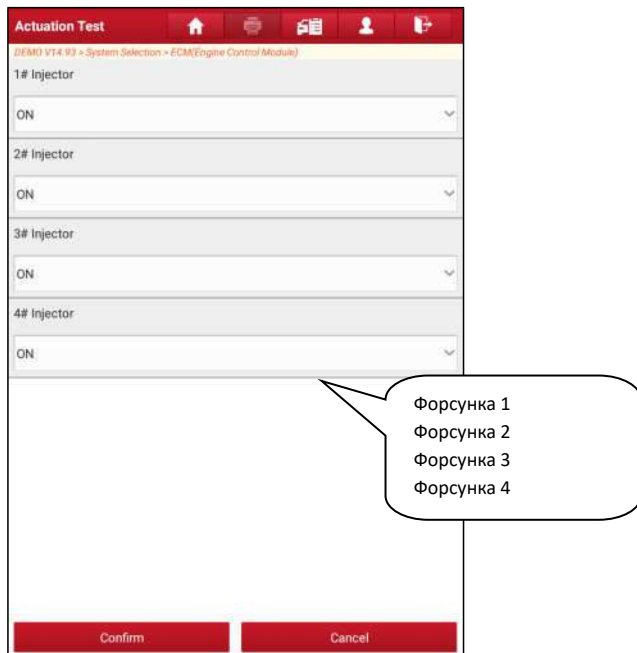 Actuation Test
DEMO V14.93 > System Selection > ECM(Engine Control Module)
1# Injector
ON
2# Injector
ON
3# Injector
ON
4# Injector
ON
Форсунка 1
Форсунка 2
Форсунка 3
Форсунка 4
Confirm
Cancel